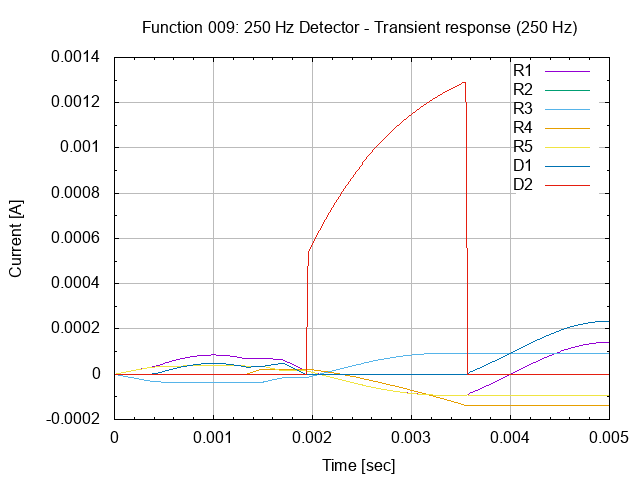 Function 009: 250 Hz Detector - Transient response (250 Hz)
0.0014
0.0012
0.001
0.0008
0.0006
0.0004
0.0002
0
-0.0002
Current [A]
R1
R2
R3
R4
R5
D1
D2
0 0.001 0.002 0.003 0.004 0.005
Time [sec]